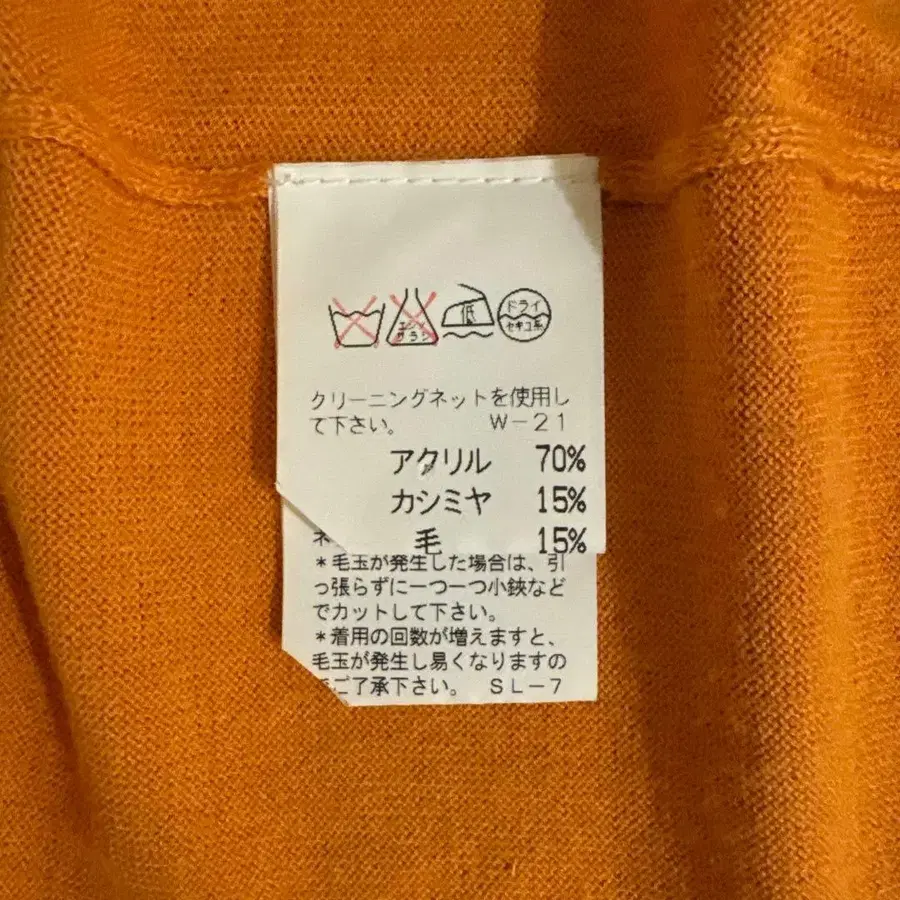 エンソ
サラシ
低
ドライ
セキユ系
クリーニングネットを使用し
て下さい。 W-21
アクリル 70%
カシミヤ 15%
毛 15%
ネ
*毛玉が発生した場合は、引
っ張らずに一つ一つ小鋏など
でカットして下さい。
*着用の回数が増えますと、
毛玉が発生し易くなりますの
ご了承下さい。 SL-7